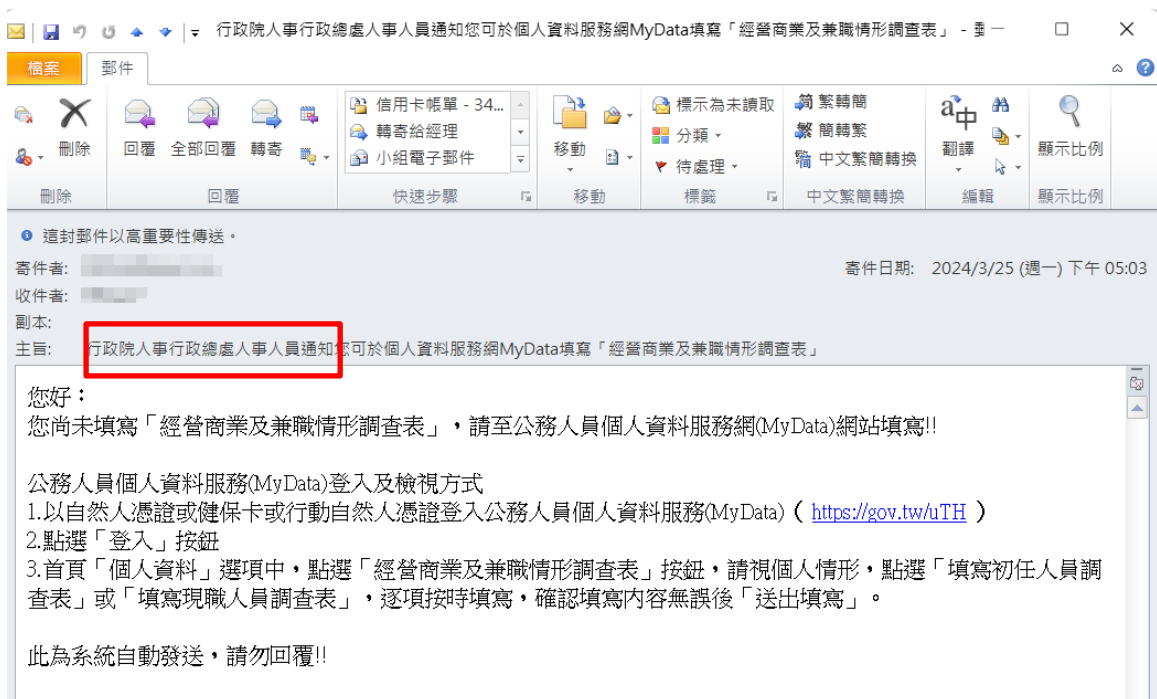 行政院人事行政總處人事人員通知您可於個人資料服務網MyData填寫「經營商業及兼職情形調查表」 - 郵
檔案 郵件
信用卡帳單 - 34... 標示為未讀取 繁轉簡
轉寄給經理 分類 簡轉繁
刪除 回覆 全部回覆 轉寄 小組電子郵件 移動 待處理 中文繁簡轉換 翻譯 顯示比例
刪除 回覆 快速步驟 移動 標籤 中文繁簡轉換 編輯 顯示比例
這封郵件以高重要性傳送。
寄件者: 寄件日期: 2024/3/25 (週一) 下午 05:03
收件者:
副本:
主旨: 行政院人事行政總處人事人員通知您可於個人資料服務網MyData填寫「經營商業及兼職情形調查表」
您好：
您尚未填寫「經營商業及兼職情形調查表」，請至公務人員個人資料服務網(MyData)網站填寫!!
公務人員個人資料服務(MyData)登入及檢視方式
1.以自然人憑證或健保卡或行動自然人憑證登入公務人員個人資料服務(MyData)（ https://gov.tw/uTH ）
2.點選「登入」按鈕
3.首頁「個人資料」選項中，點選「經營商業及兼職情形調查表」按鈕，請視個人情形，點選「填寫初任人員調
查表」或「填寫現職人員調查表」，逐項按時填寫，確認填寫內容無誤後「送出填寫」。
此為系統自動發送，請勿回覆!!